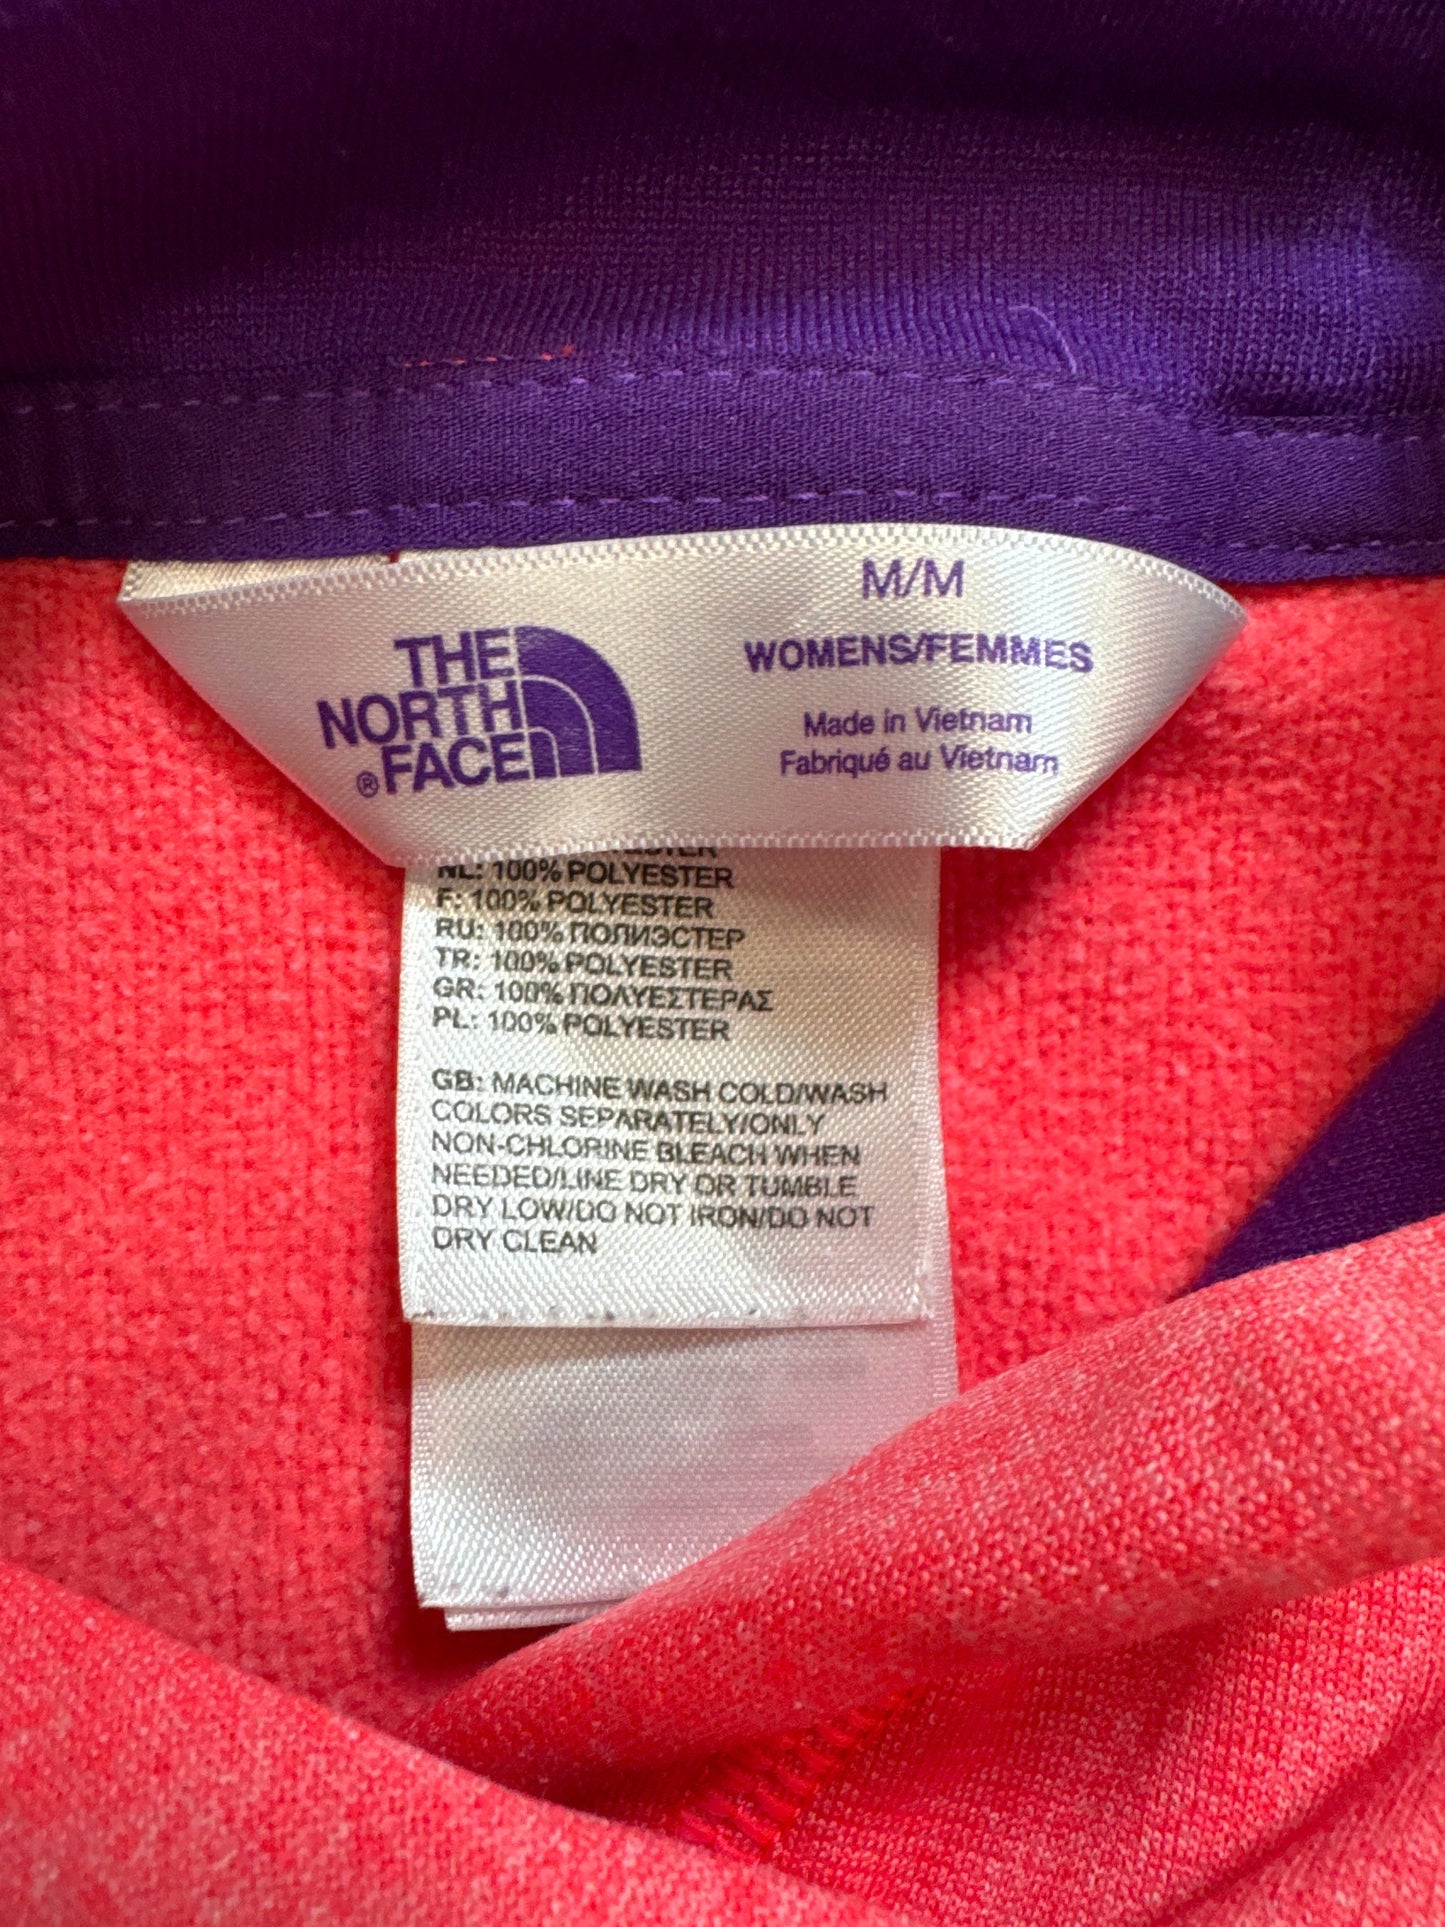 M/M
WOMENS/FEMMES
Made in Vietnam
Fabriqué au Vietnam
THE
NORTH
®FACE
NL: 100% POLYESTER
F: 100% POLYESTER
RU: 100% ПОЛИЭСТЕР
TR: 100% POLYESTER
GR: 100% ΠΟΛΥΕΣΤΕΡΑΣ
PL: 100% POLYESTER
GB: MACHINE WASH COLD/WASH
COLORS SEPARATELY/ONLY
NON-CHLORINE BLEACH WHEN
NEEDED/LINE DRY OR TUMBLE
DRY LOW/DO NOT IRON/DO NOT
DRY CLEAN